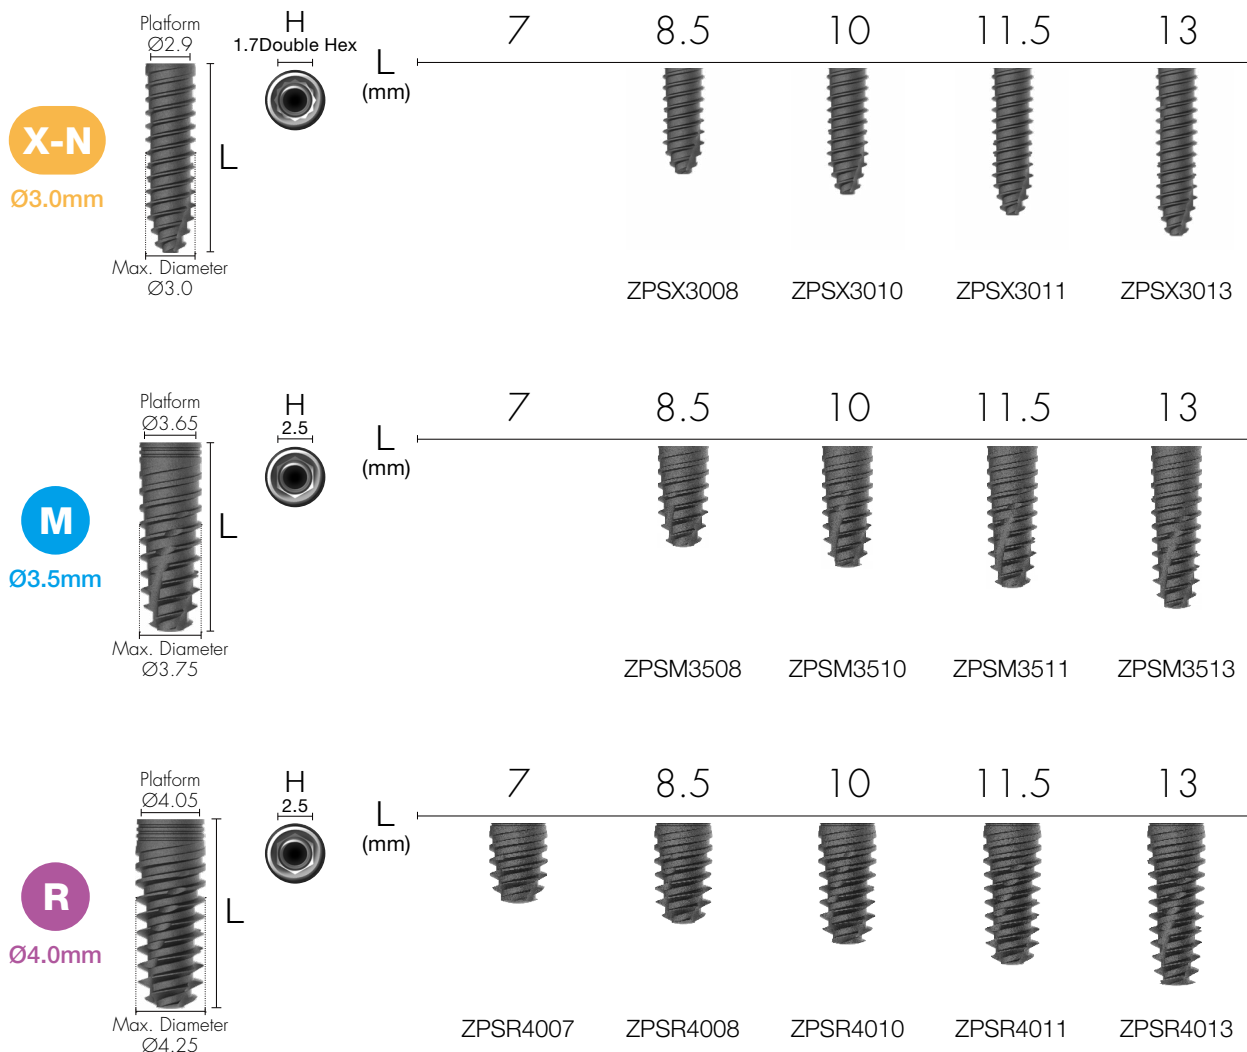 Platform
Ø2.9
H
1.7Double Hex
L
(mm)
7 8.5 10 11.5 13
X-N
Ø3.0mm
L
Max. Diameter
Ø3.0
ZPSX3008 ZPSX3010 ZPSX3011 ZPSX3013
Platform
Ø3.65
H
2.5
L
(mm)
7 8.5 10 11.5 13
M
Ø3.5mm
L
Max. Diameter
Ø3.75
ZPSM3508 ZPSM3510 ZPSM3511 ZPSM3513
Platform
Ø4.05
H
2.5
L
(mm)
7 8.5 10 11.5 13
R
Ø4.0mm
L
Max. Diameter
Ø4.25
ZPSR4007 ZPSR4008 ZPSR4010 ZPSR4011 ZPSR4013